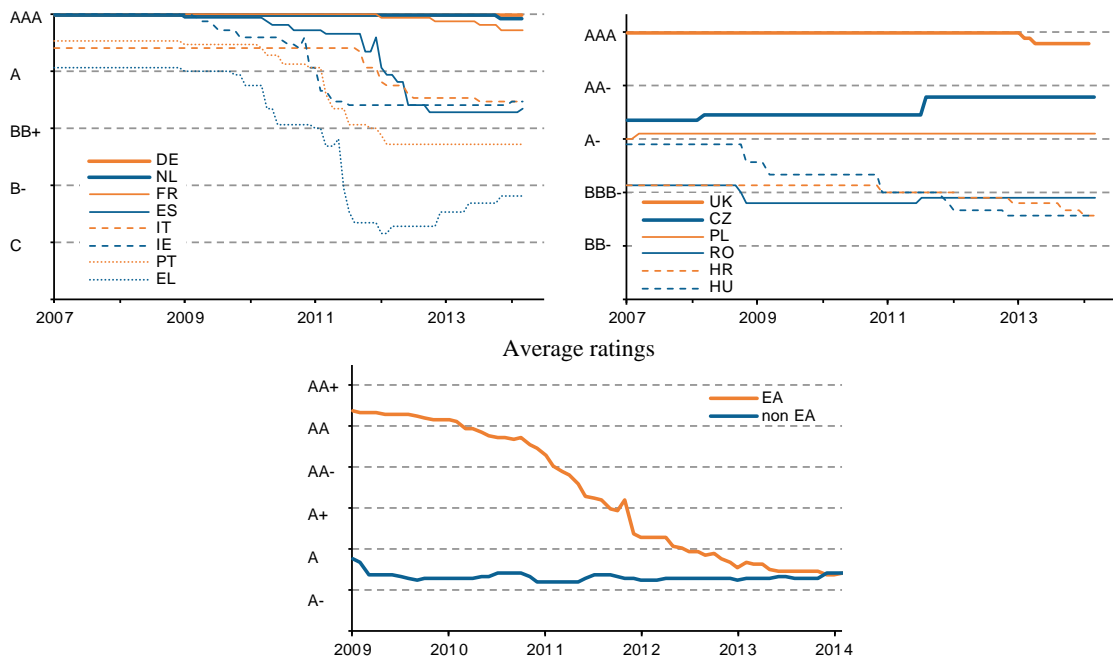 AAA
A
BB+
B-
C
DE
NL
FR
ES
IT
IE
PT
EL
2007 2009 2011 2013
AAA
AA-
A-
BBB-
BB-
UK
CZ
PL
RO
HR
HU
2007 2009 2011 2013
Average ratings
AA+
AA
AA-
A+
A
A-
EA
non EA
2009 2010 2011 2012 2013 2014